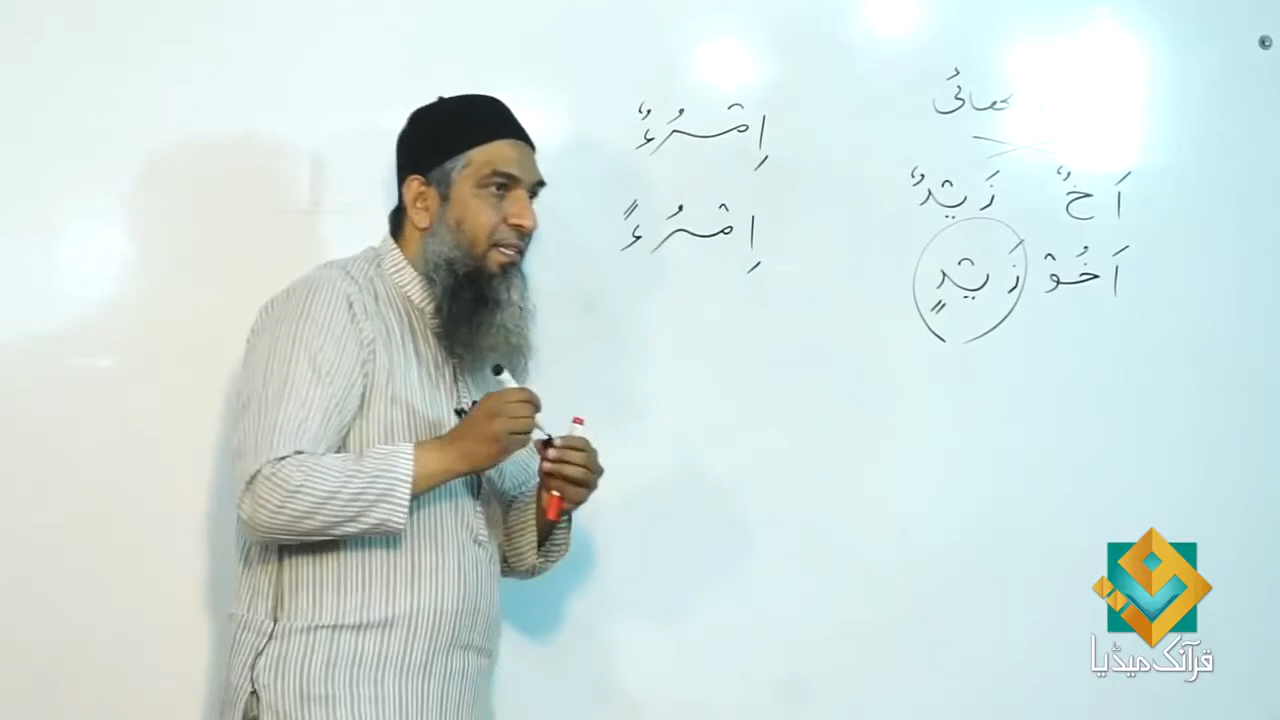 اَخٌ زَيْدٌ
اَخُوْ زَيْدٍ
اِمْرُءٌ
اِمْرُءً
قرآنک میڈیا